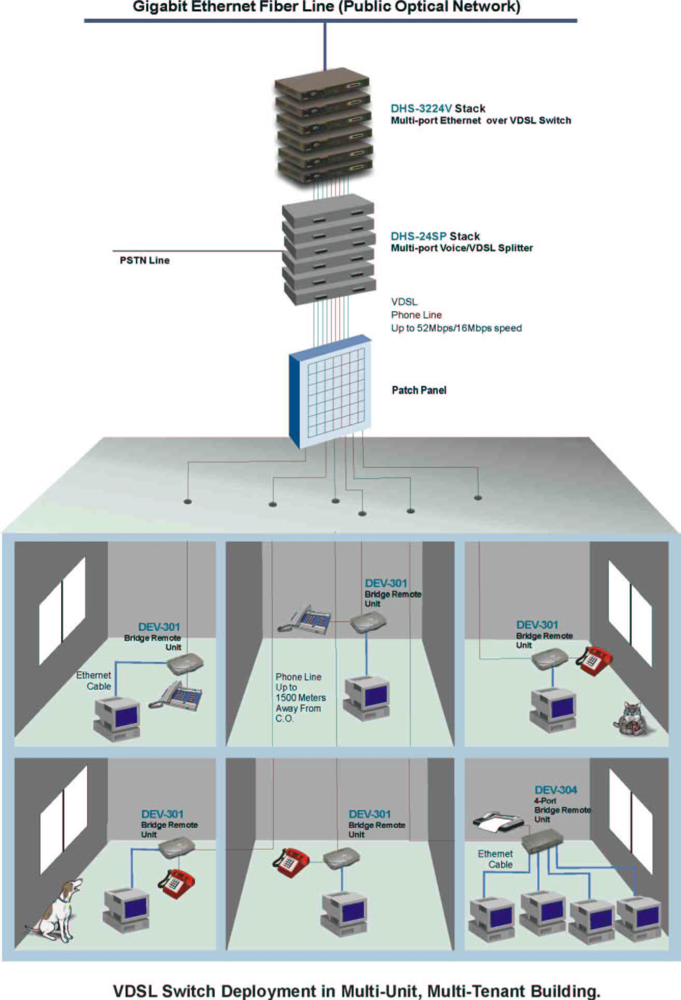 Gigabit Ethernet Fiber Line (Public Optical Network)
DHS-3224V Stack
Multi-port Ethernet over VDSL Switch
DHS-24SP Stack
Multi-port Voice/VDSL Splitter
PSTN Line
VDSL
Phone Line
Up to 52Mbps/16Mbps speed
Patch Panel
DEV-301
Bridge Remote
Unit
Ethernet
Cable
DEV-301
Bridge Remote
Unit
Phone Line
Up to
1500 Meters
Away From
C.O.
DEV-301
Bridge Remote
Unit
DEV-301
Bridge Remote
Unit
DEV-301
Bridge Remote
Unit
DEV-304
4-Port
Bridge Remote
Unit
Ethernet
Cable
VDSL Switch Deployment in Multi-Unit, Multi-Tenant Building.